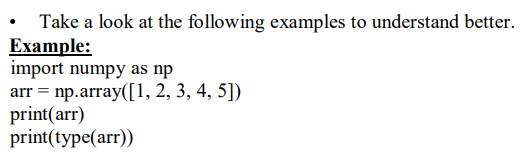 • Take a look at the following examples to understand better.
Example:
import numpy as np
arr = np.array([1, 2, 3, 4, 5])
print(arr)
print(type(arr))